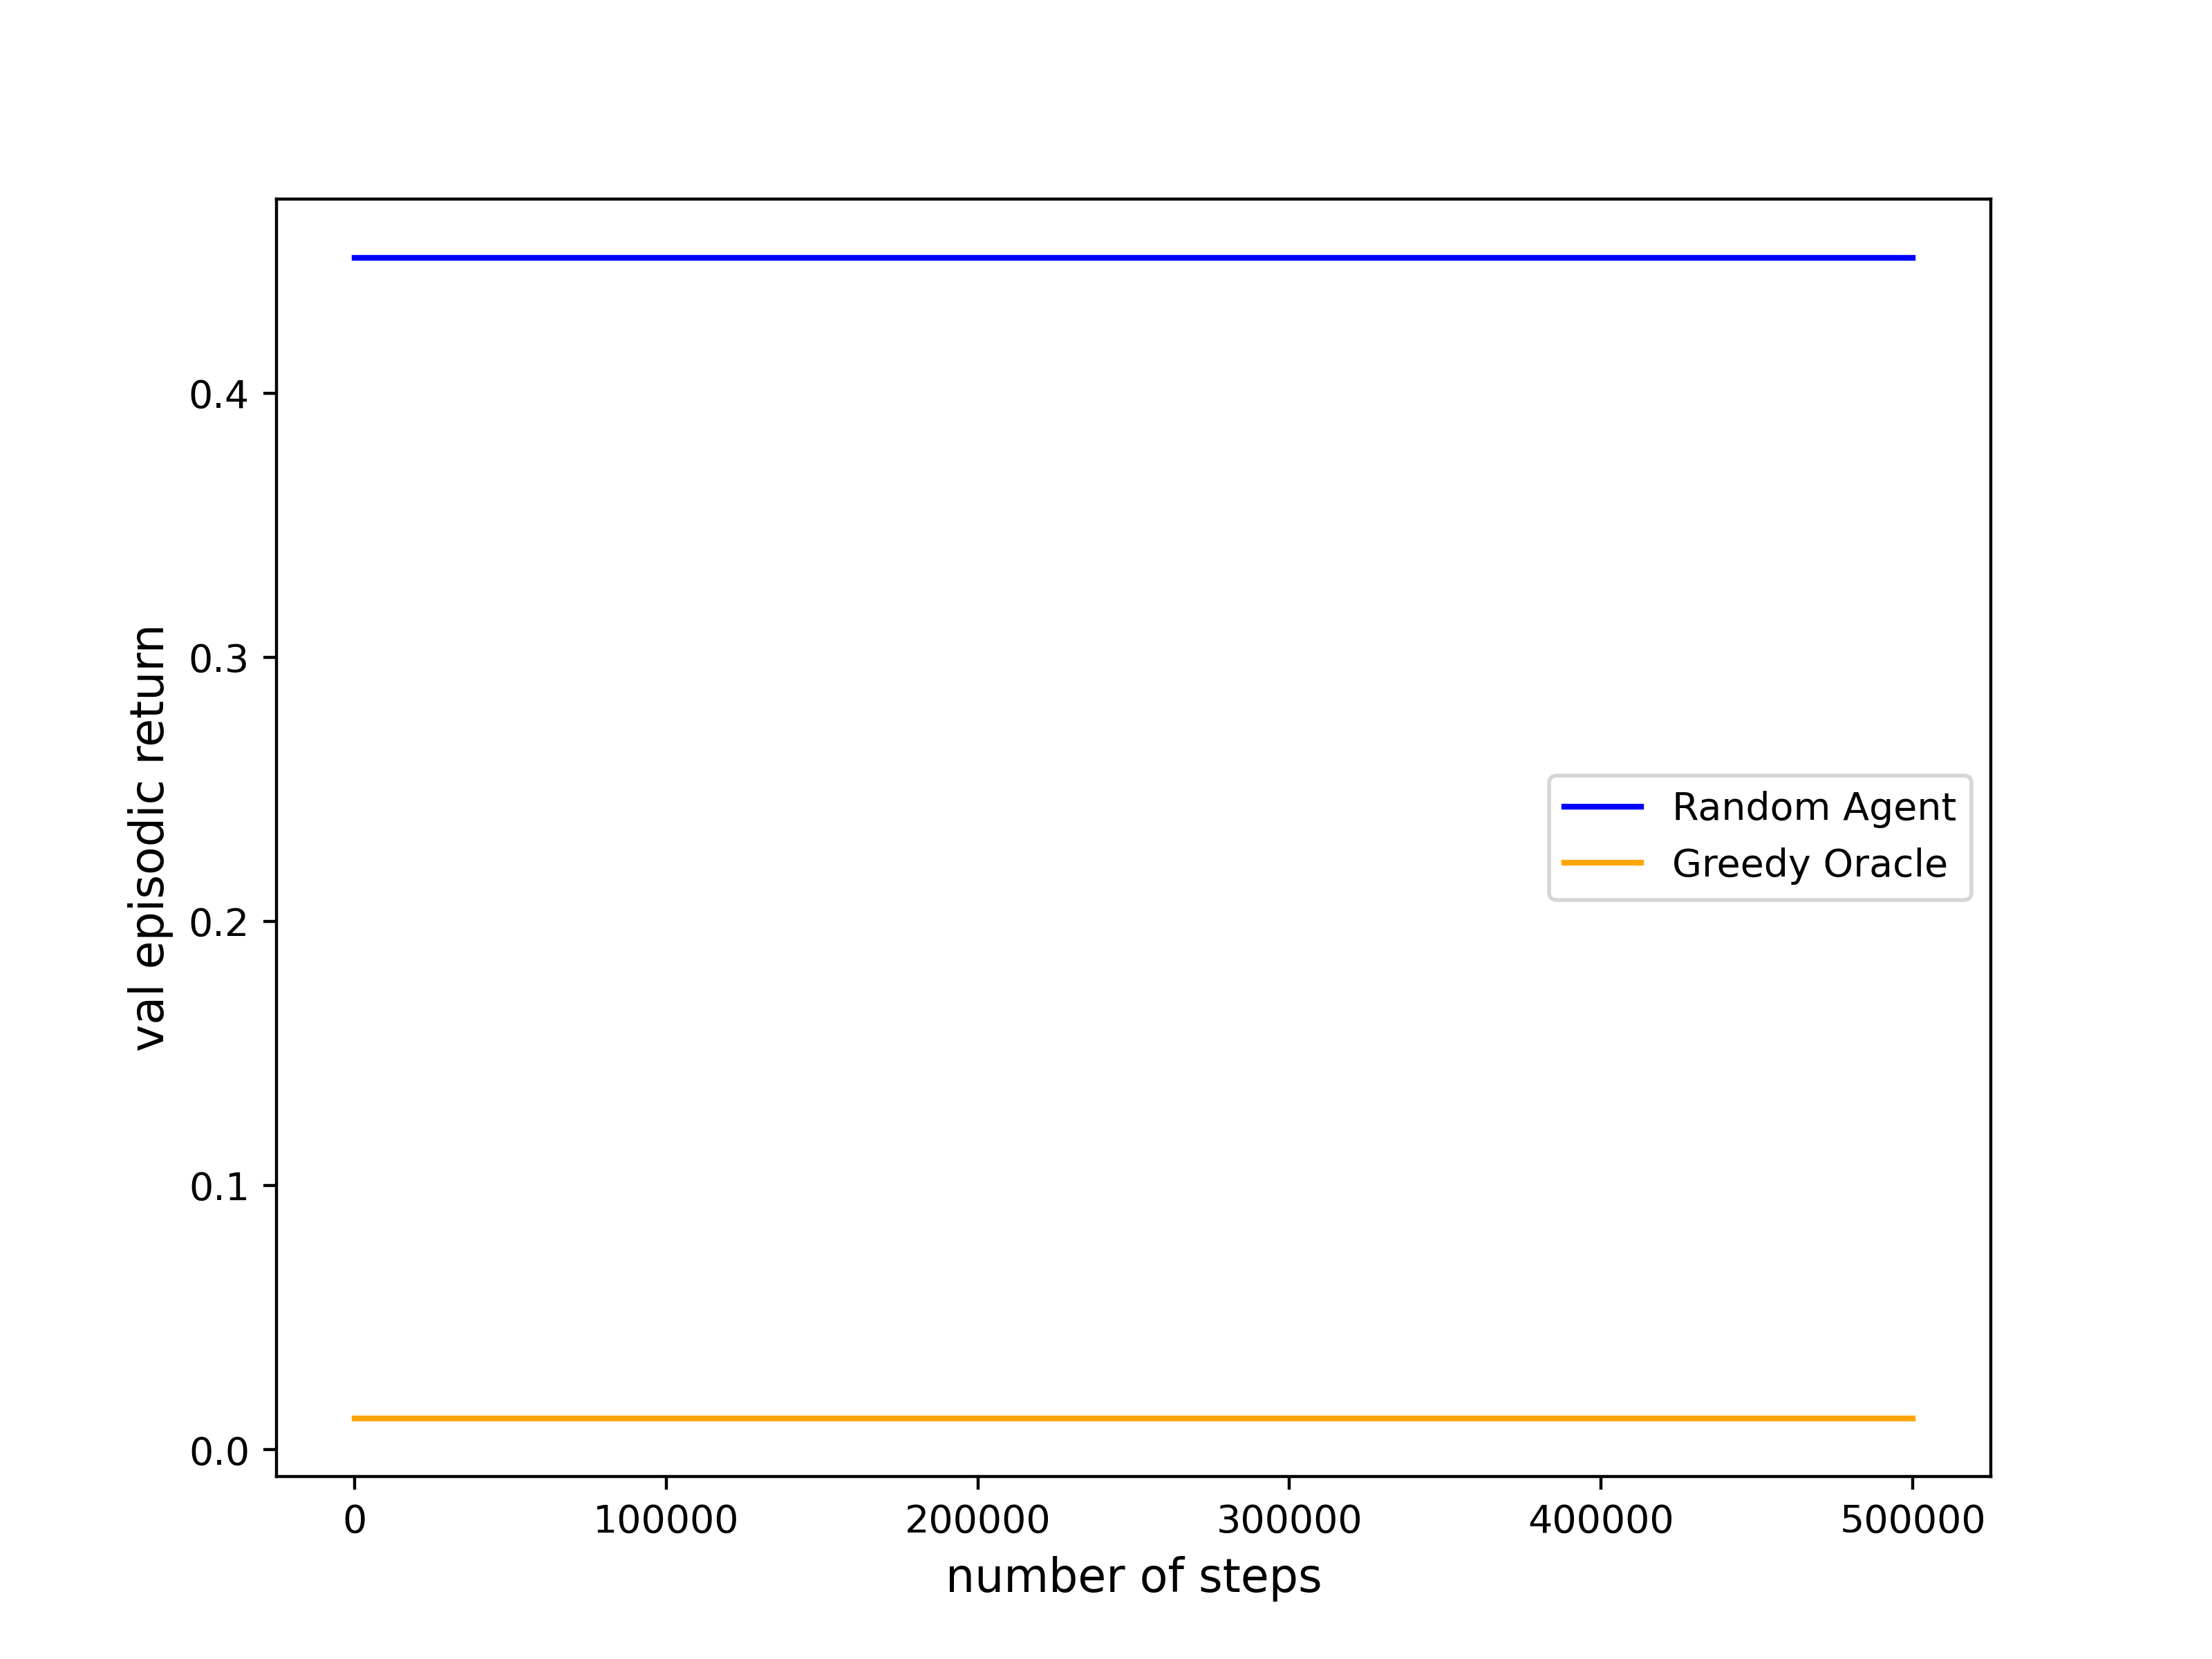 0.4
0.3
0.2
0.1
0.0
val episodic return
Random Agent
Greedy Oracle
0 100000 200000 300000 400000 500000
number of steps